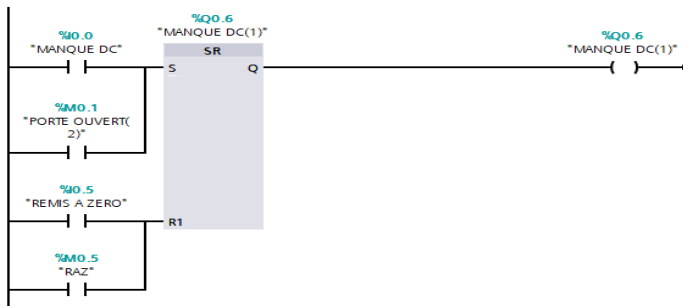 %Q0.6
"MANQUE DC(1)"
SR
%I0.0
"MANQUE DC"
S
Q
%Q0.6
"MANQUE DC(1)"
%M0.1
"PORTE OUVERT(
2)"
%I0.5
"REMIS A ZERO"
R1
%M0.5
"RAZ"